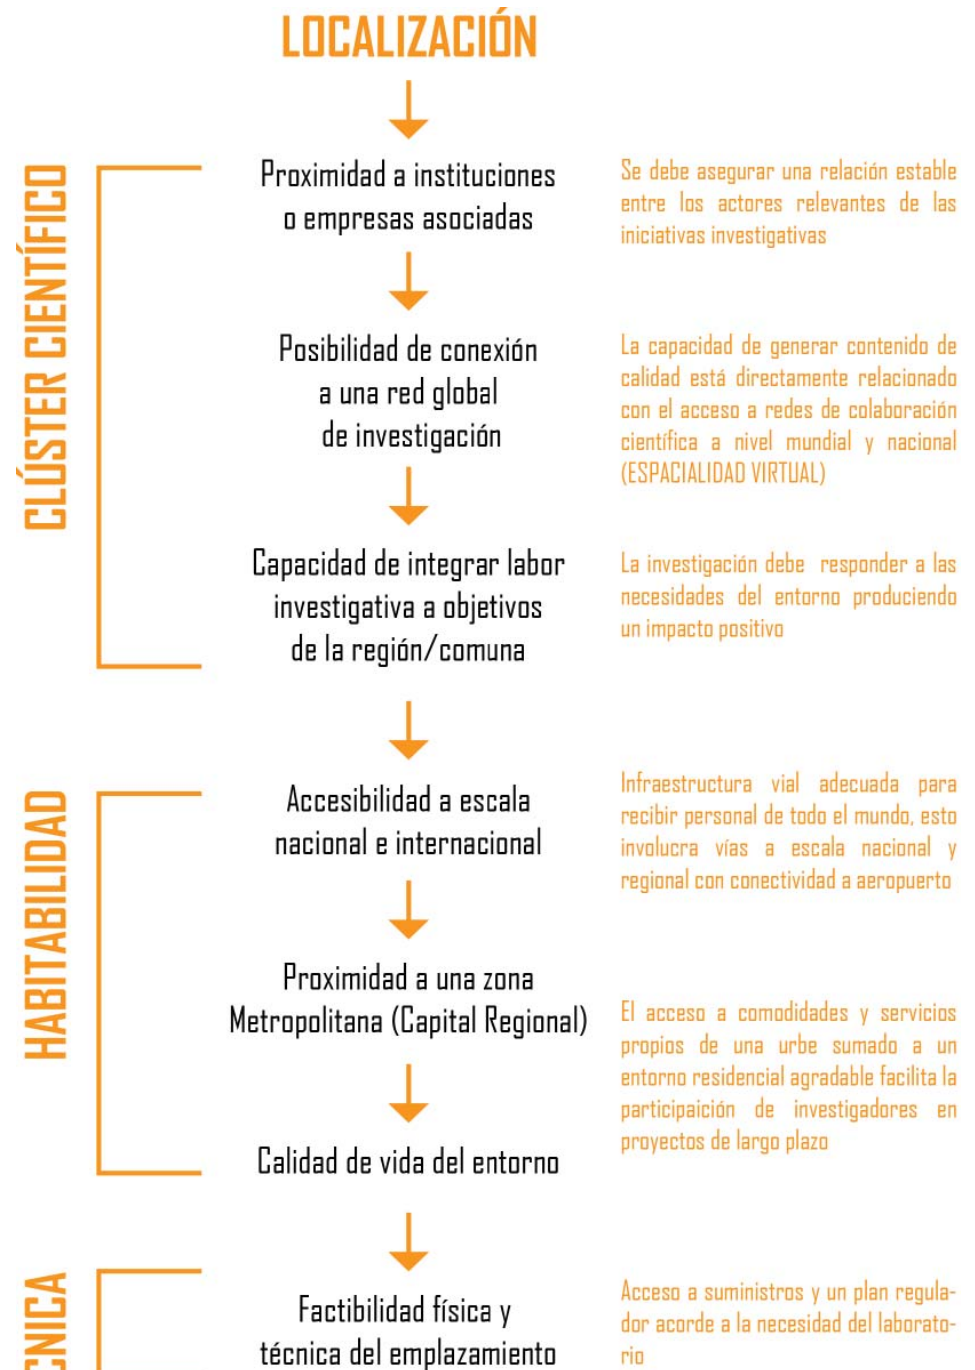 LOCALIZACIÓN
CLÚSTER CIENTÍFICO
Proximidad a instituciones
o empresas asociadas
Se debe asegurar una relación estable
entre los actores relevantes de las
iniciativas investigativas
Posibilidad de conexión
a una red global
de investigación
La capacidad de generar contenido de
calidad está directamente relacionado
con el acceso a redes de colaboración
científica a nivel mundial y nacional
(ESPACIALIDAD VIRTUAL)
Capacidad de integrar labor
investigativa a objetivos
de la región/comuna
La investigación debe responder a las
necesidades del entorno produciendo
un impacto positivo
HABITABILIDAD
Accesibilidad a escala
nacional e internacional
Infraestructura vial adecuada para
recibir personal de todo el mundo, esto
involucra vías a escala nacional y
regional con conectividad a aeropuerto
Proximidad a una zona
Metropolitana (Capital Regional)
El acceso a comodidades y servicios
propios de una urbe sumado a un
entorno residencial agradable facilita la
participaición de investigadores en
proyectos de largo plazo
Calidad de vida del entorno
Factibilidad física y
técnica del emplazamiento
Acceso a suministros y un plan regula-
dor acorde a la necesidad del laborato-
rio